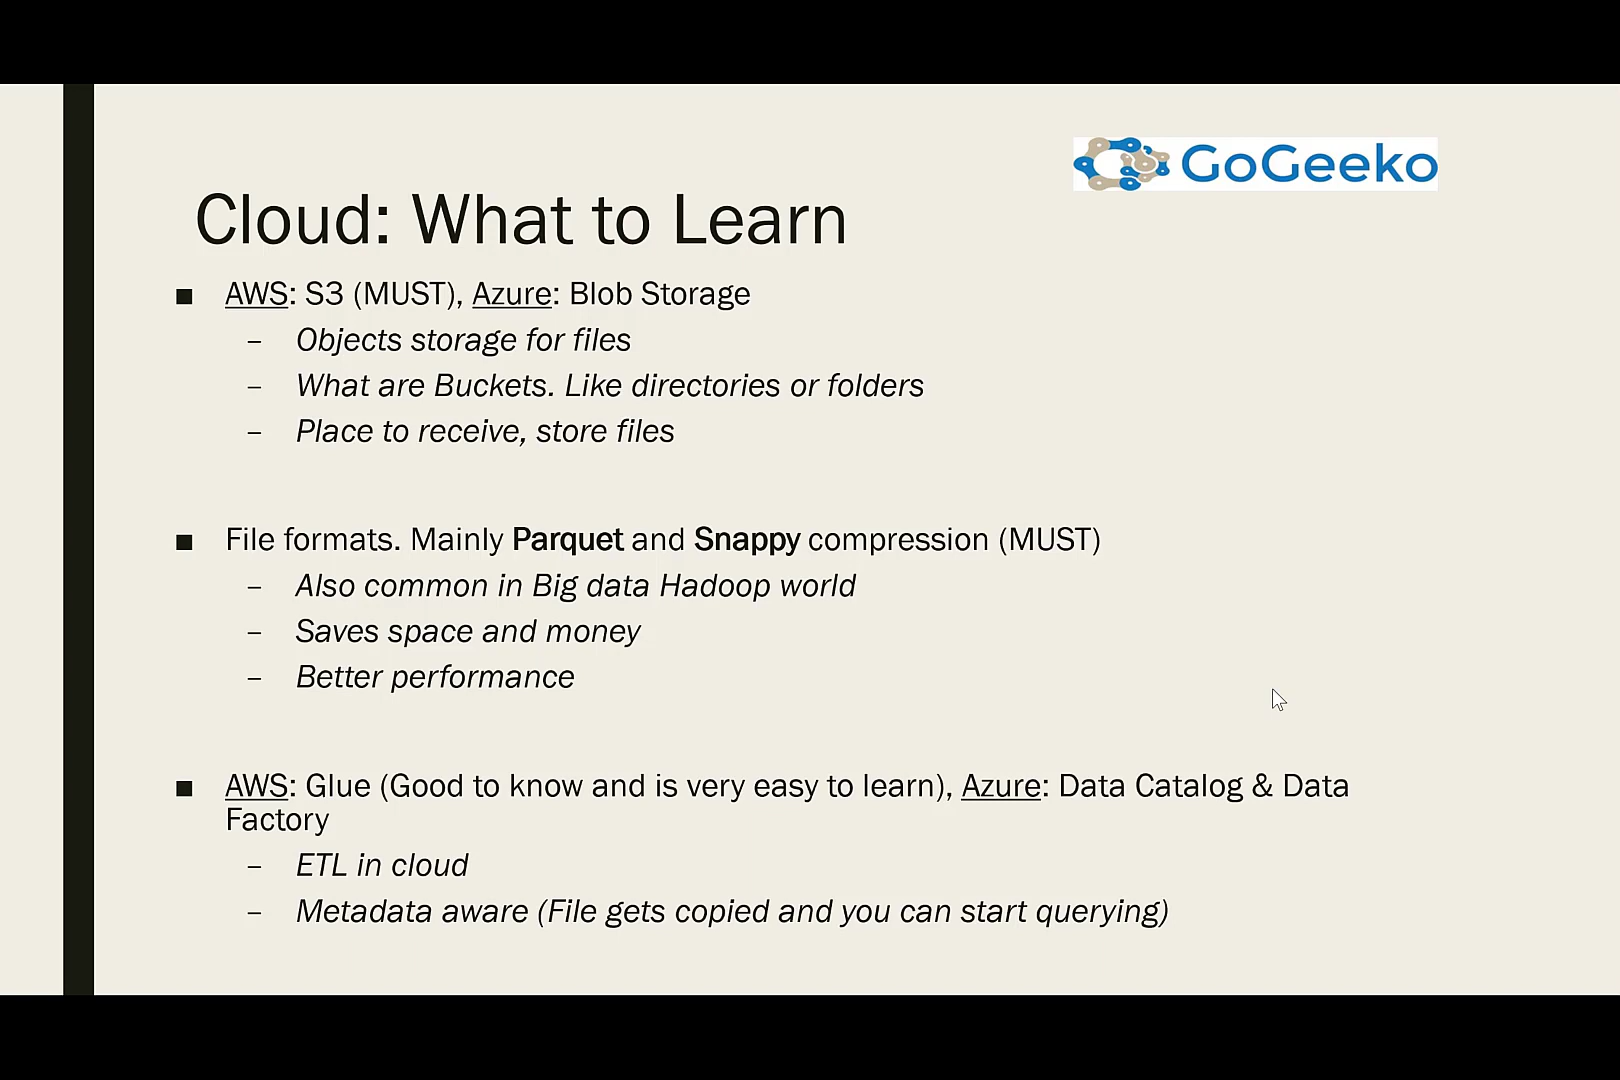 GoGeeko
Cloud: What to Learn
■ AWS: S3 (MUST), Azure: Blob Storage
– Objects storage for files
– What are Buckets. Like directories or folders
– Place to receive, store files
■ File formats. Mainly Parquet and Snappy compression (MUST)
– Also common in Big data Hadoop world
– Saves space and money
– Better performance
■ AWS: Glue (Good to know and is very easy to learn), Azure: Data Catalog & Data
Factory
– ETL in cloud
– Metadata aware (File gets copied and you can start querying)